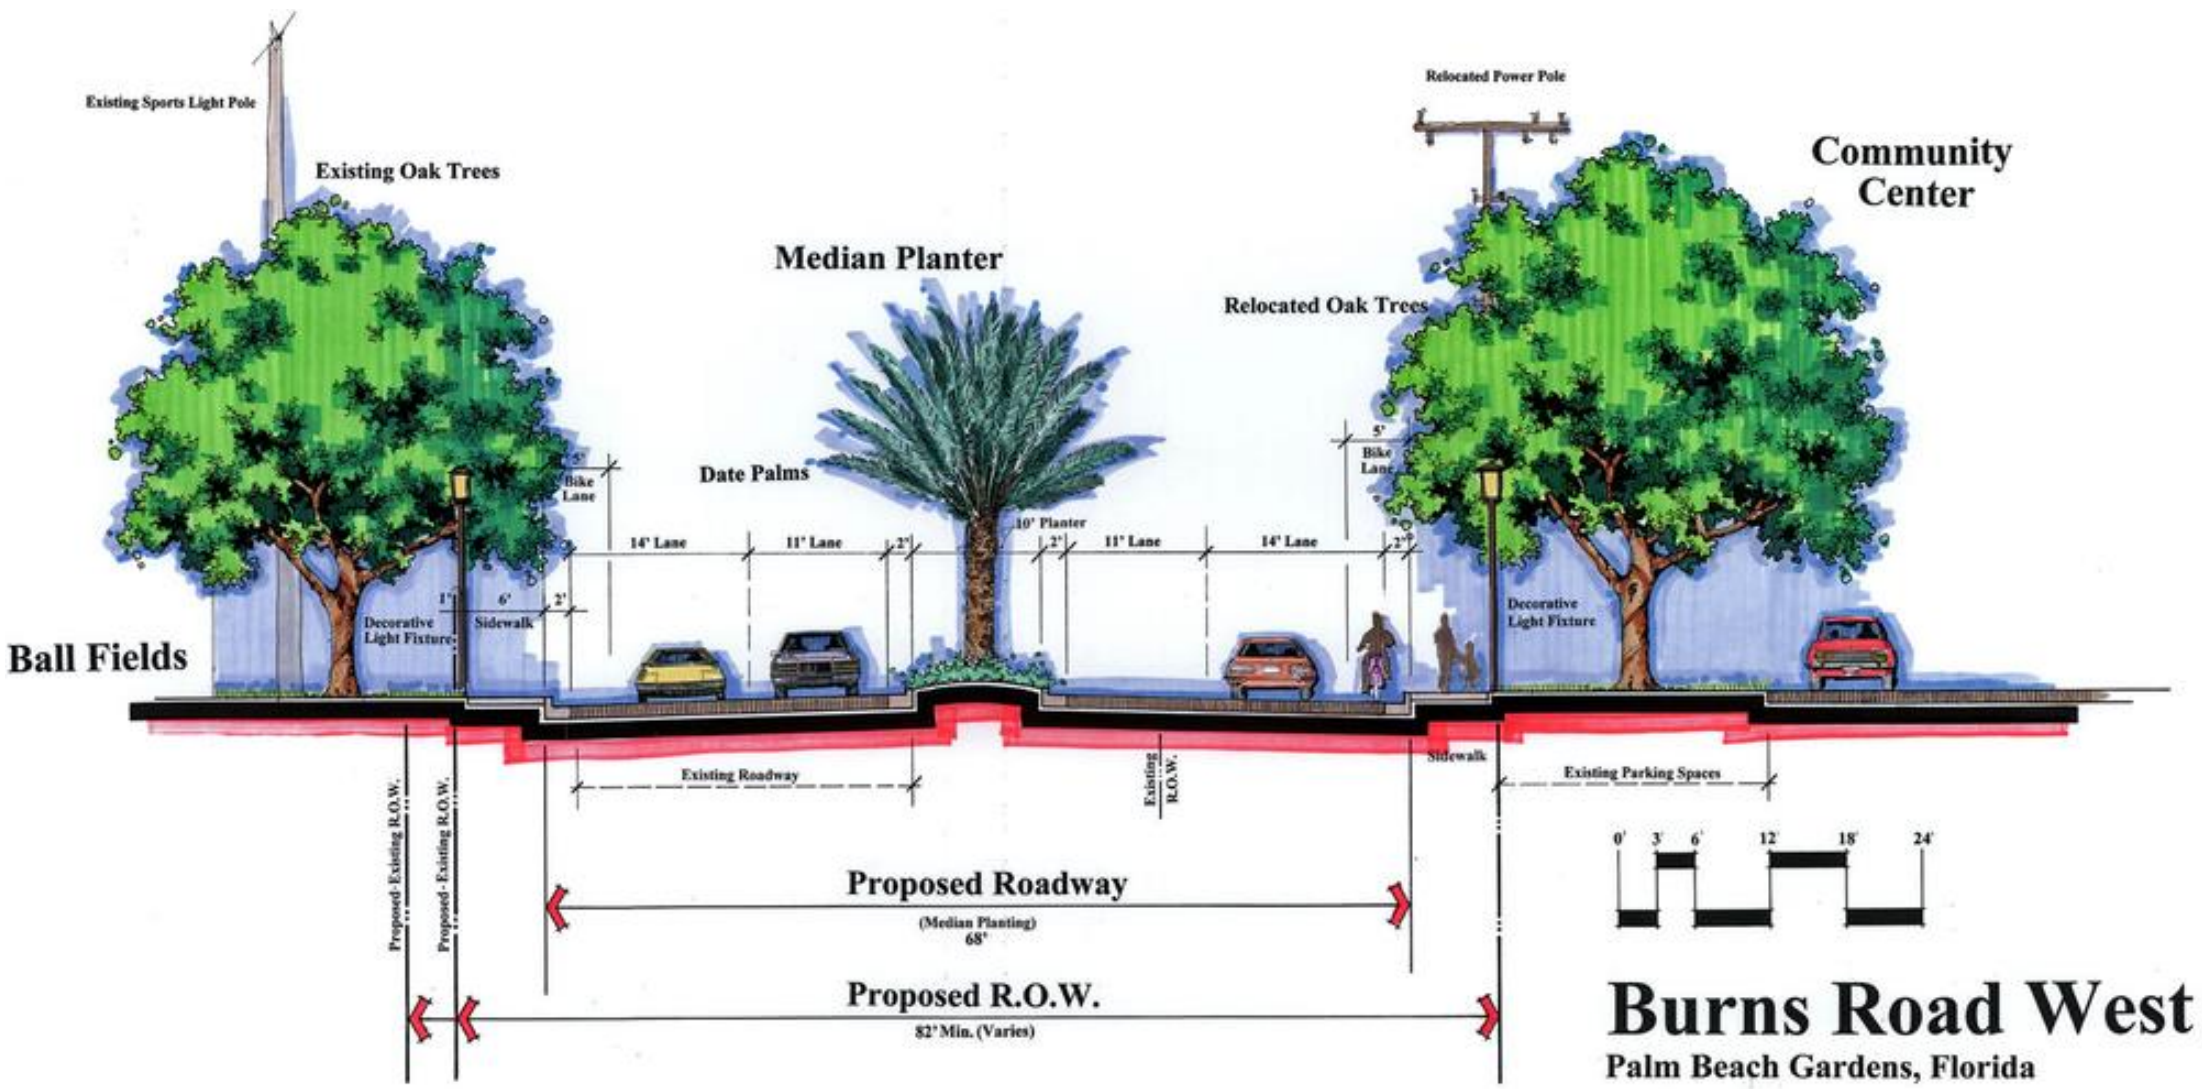 Existing Sports Light Pole
Relocated Power Pole
Community
Center
Existing Oak Trees
Median Planter
Relocated Oak Trees
5'
Bike
Lane
5'
Bike
Lane
Date Palms
10' Planter
14' Lane
11' Lane
2'
2'
11' Lane
14' Lane
2'
1'
6'
2'
Decorative
Light Fixture
Sidewalk
Decorative
Light Fixture
Ball Fields
Sidewalk
Existing Roadway
Existing
R.O.W.
Existing Parking Spaces
Proposed-Existing R.O.W.
Proposed-Existing R.O.W.
0' 3' 6' 12' 18' 24'
Proposed Roadway
(Median Planting)
68'
Proposed R.O.W.
82' Min. (Varies)
Burns Road West
Palm Beach Gardens, Florida